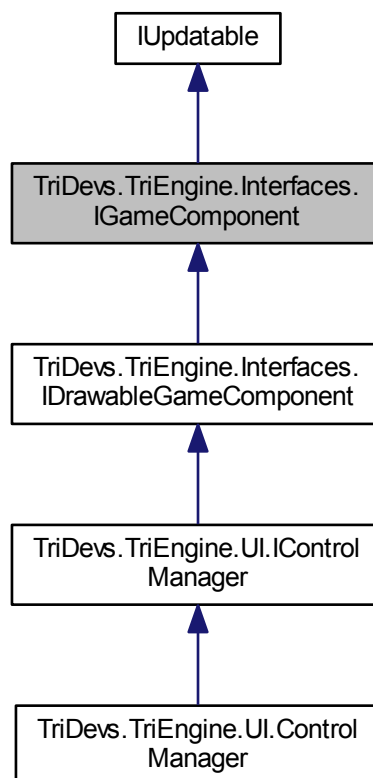 IUpdatable
TriDevs.TriEngine.Interfaces.
IGameComponent
TriDevs.TriEngine.Interfaces.
IDrawableGameComponent
TriDevs.TriEngine.UI.IControl
Manager
TriDevs.TriEngine.UI.Control
Manager